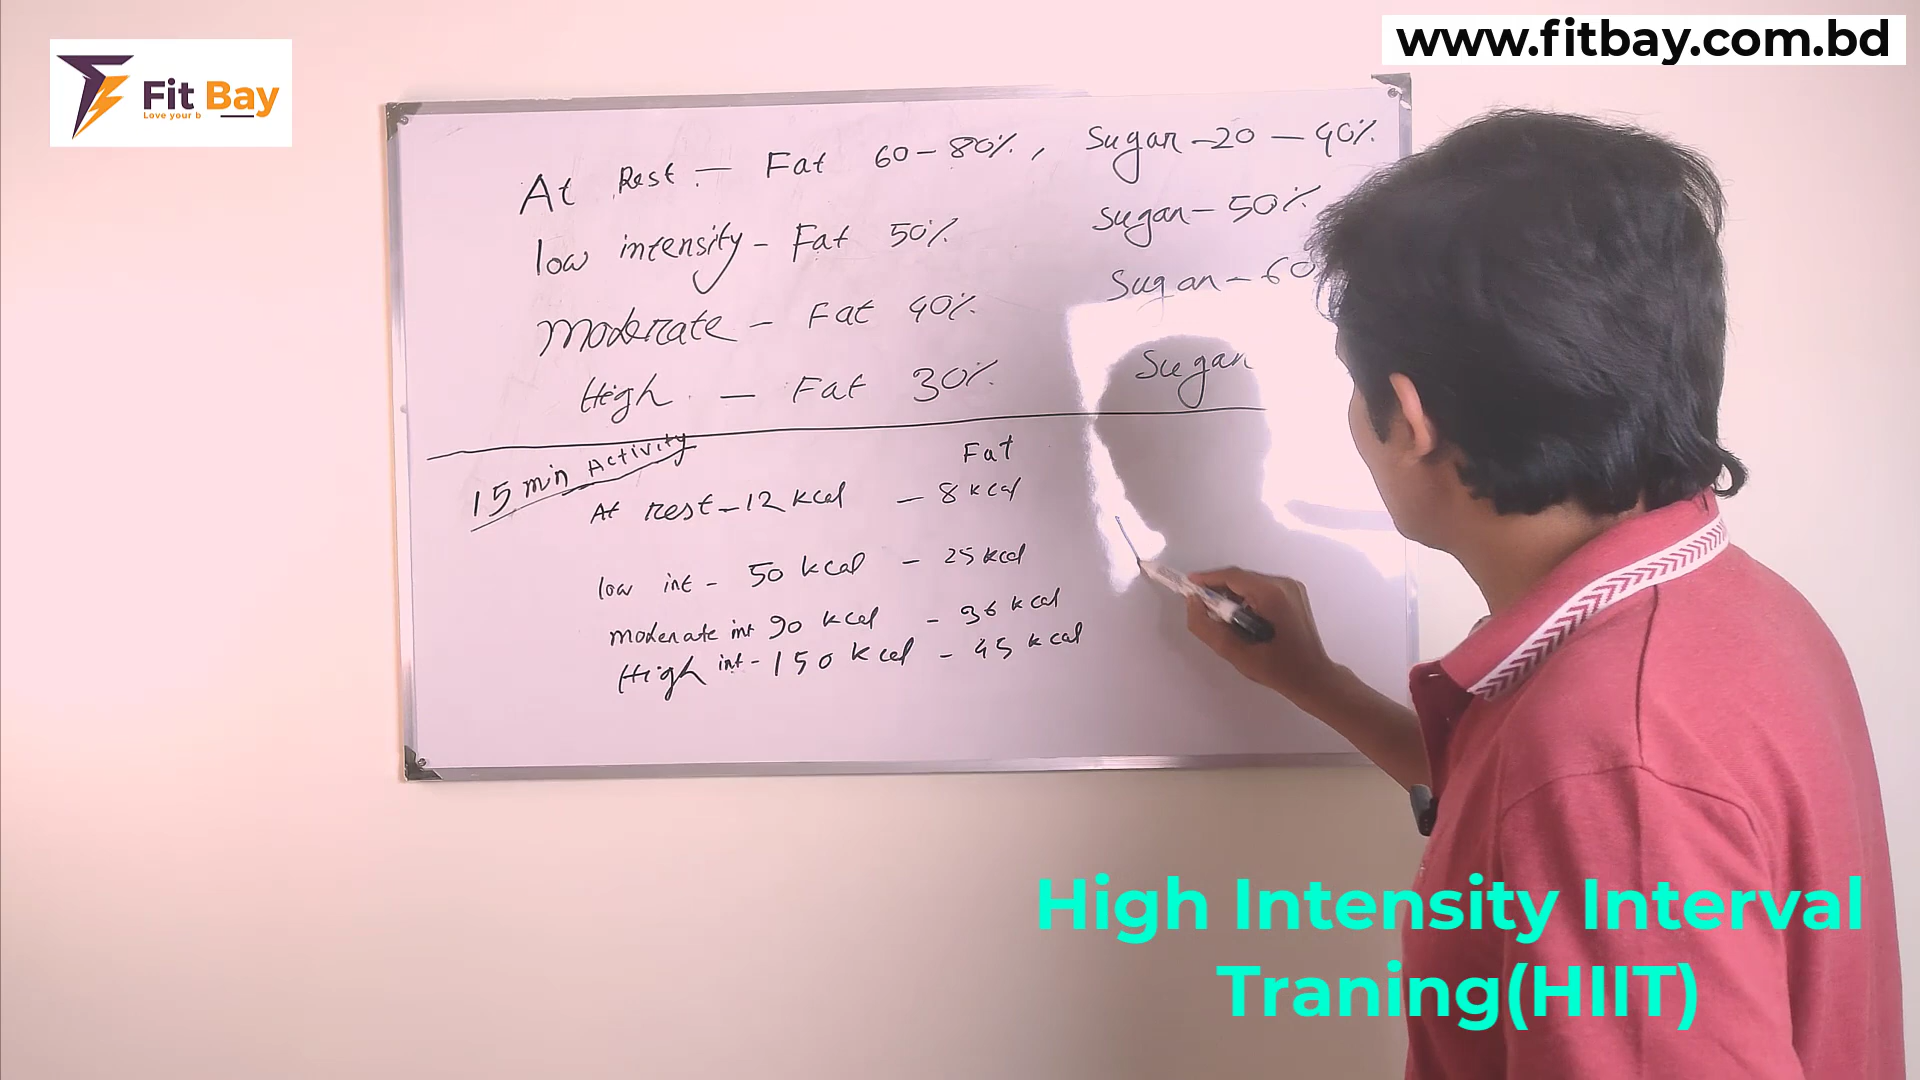 www.fitbay.com.bd
Fit Bay
Love your b
At Rest – Fat 60 – 80%, Sugar – 20 – 40%
low intensity – Fat 50% Sugar – 50%
Moderate – Fat 40% Sugar – 60
High – Fat 30% Sugar
15 min Activity
Fat
At rest – 12 kcal – 8 kcal
low int – 50 kcal – 25 kcal
moderate int 90 kcal – 36 kcal
High int – 150 kcal – 45 kcal
High Intensity Interval
Traning(HIIT)